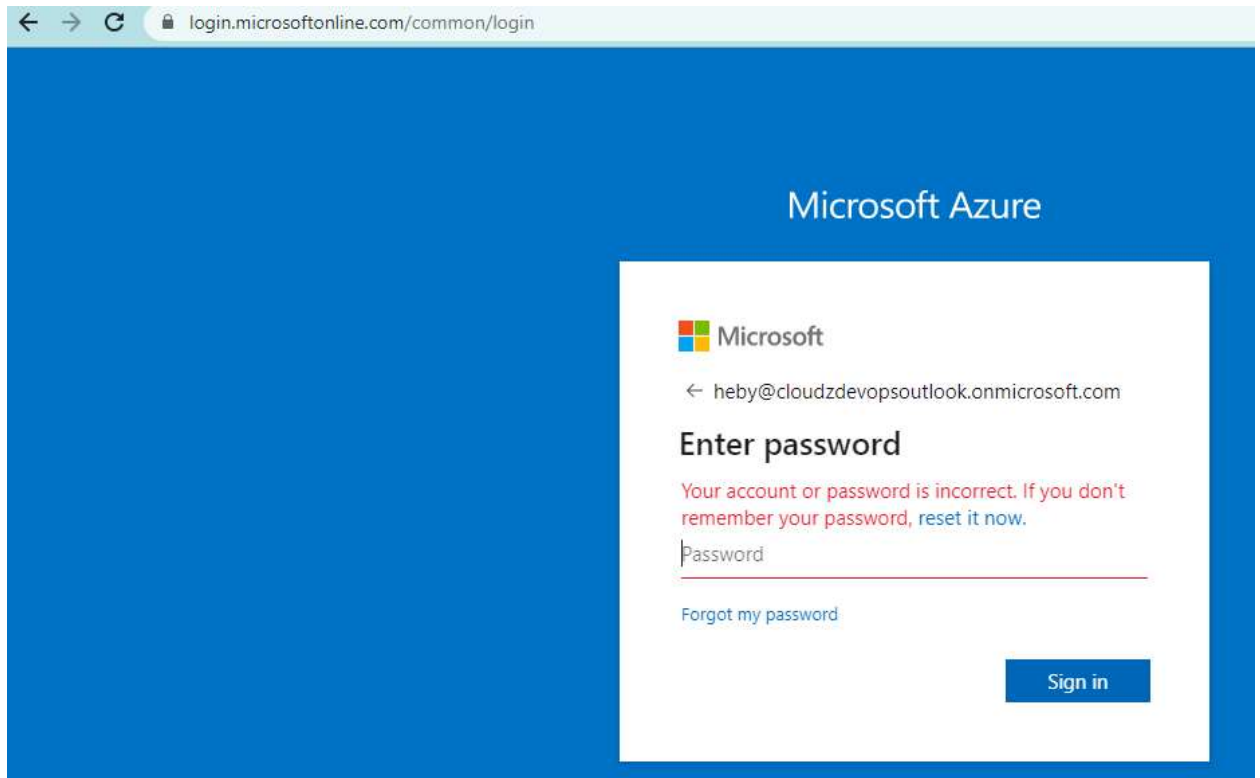 login.microsoftonline.com/common/login
Microsoft Azure
Microsoft
heby@cloudzdevopsoutlook.onmicrosoft.com
Enter password
Your account or password is incorrect. If you don't
remember your password, reset it now.
Password
Forgot my password
Sign in